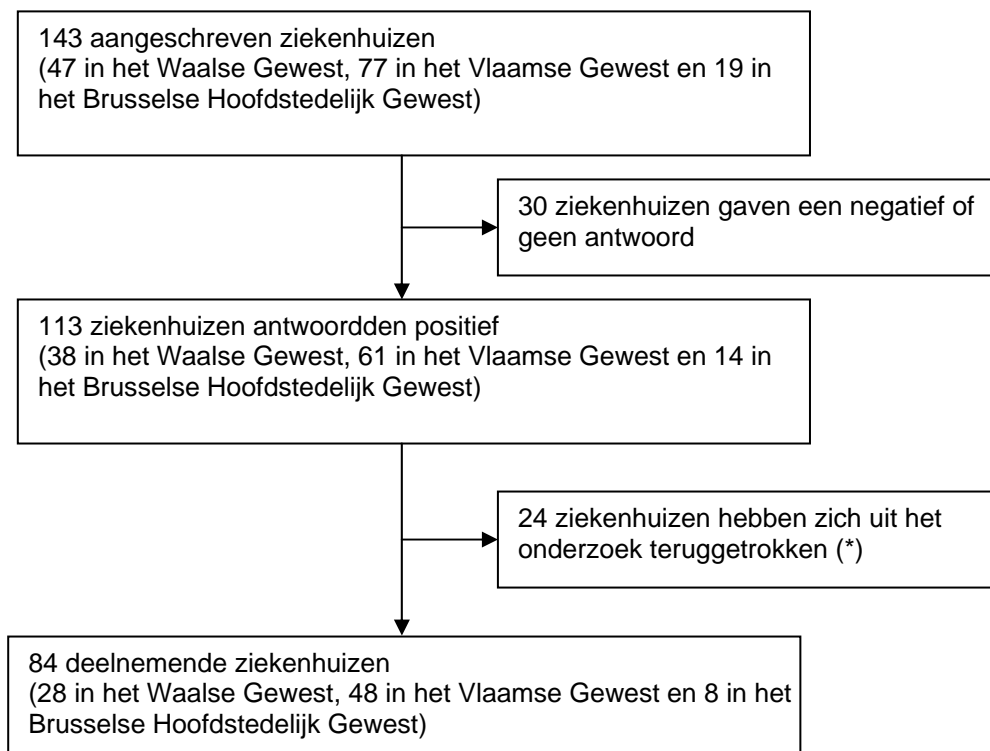 143 aangeschreven ziekenhuizen
(47 in het Waalse Gewest, 77 in het Vlaamse Gewest en 19 in
het Brusselse Hoofdstedelijk Gewest)
30 ziekenhuizen gaven een negatief of
geen antwoord
113 ziekenhuizen antwoordden positief
(38 in het Waalse Gewest, 61 in het Vlaamse Gewest en 14 in
het Brusselse Hoofdstedelijk Gewest)
24 ziekenhuizen hebben zich uit het
onderzoek teruggetrokken (*)
84 deelnemende ziekenhuizen
(28 in het Waalse Gewest, 48 in het Vlaamse Gewest en 8 in het
Brusselse Hoofdstedelijk Gewest)